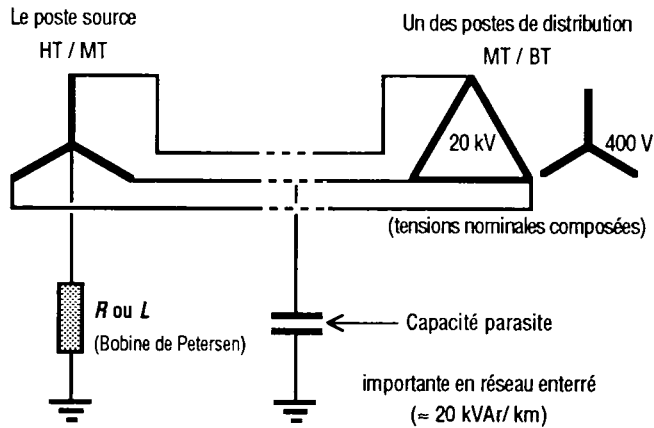 Le poste source
HT / MT
Un des postes de distribution
MT / BT
20 kV
400 V
(tensions nominales composées)
R ou L
(Bobine de Petersen)
Capacité parasite
importante en réseau enterré
(≈ 20 kVAr/ km)